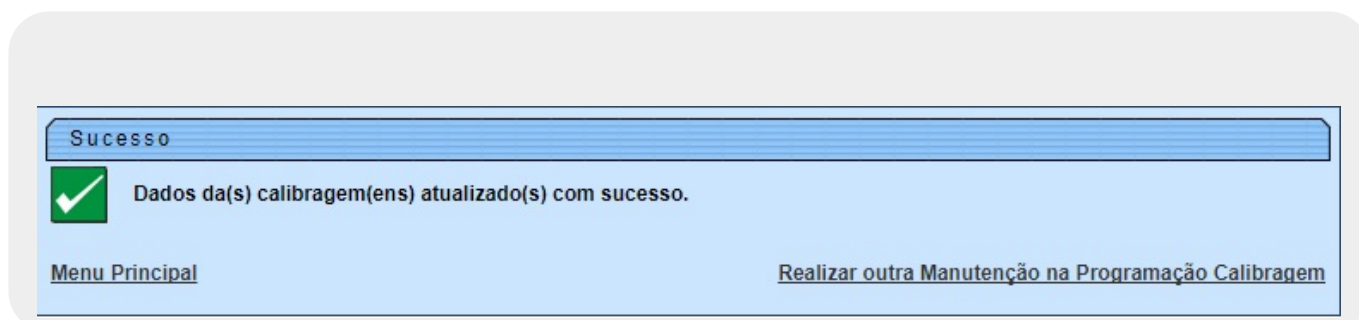 Sucesso
Dados da(s) calibragem(ens) atualizado(s) com sucesso.
Menu Principal
Realizar outra Manutenção na Programação Calibragem